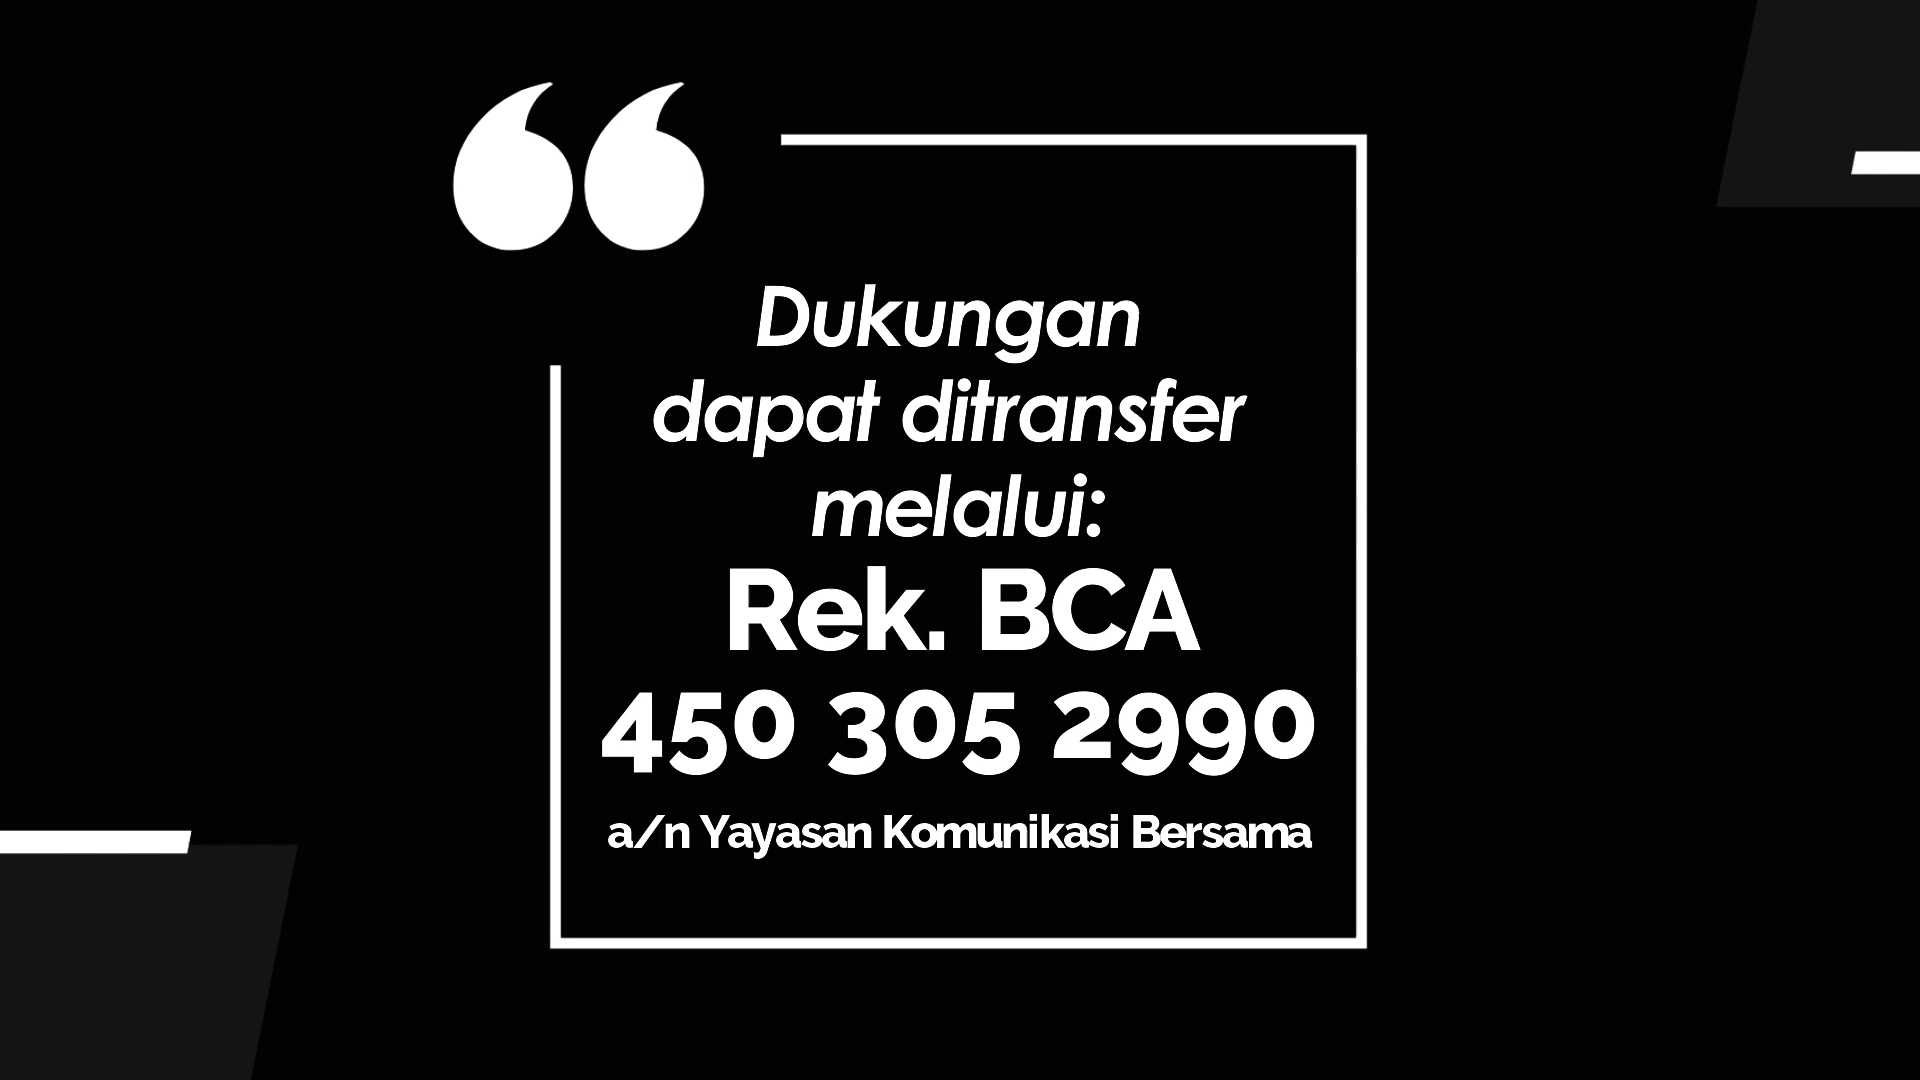 Dukungan
dapat ditransfer
melalui:
Rek. BCA
450 305 2990
a/n Yayasan Komunikasi Bersama